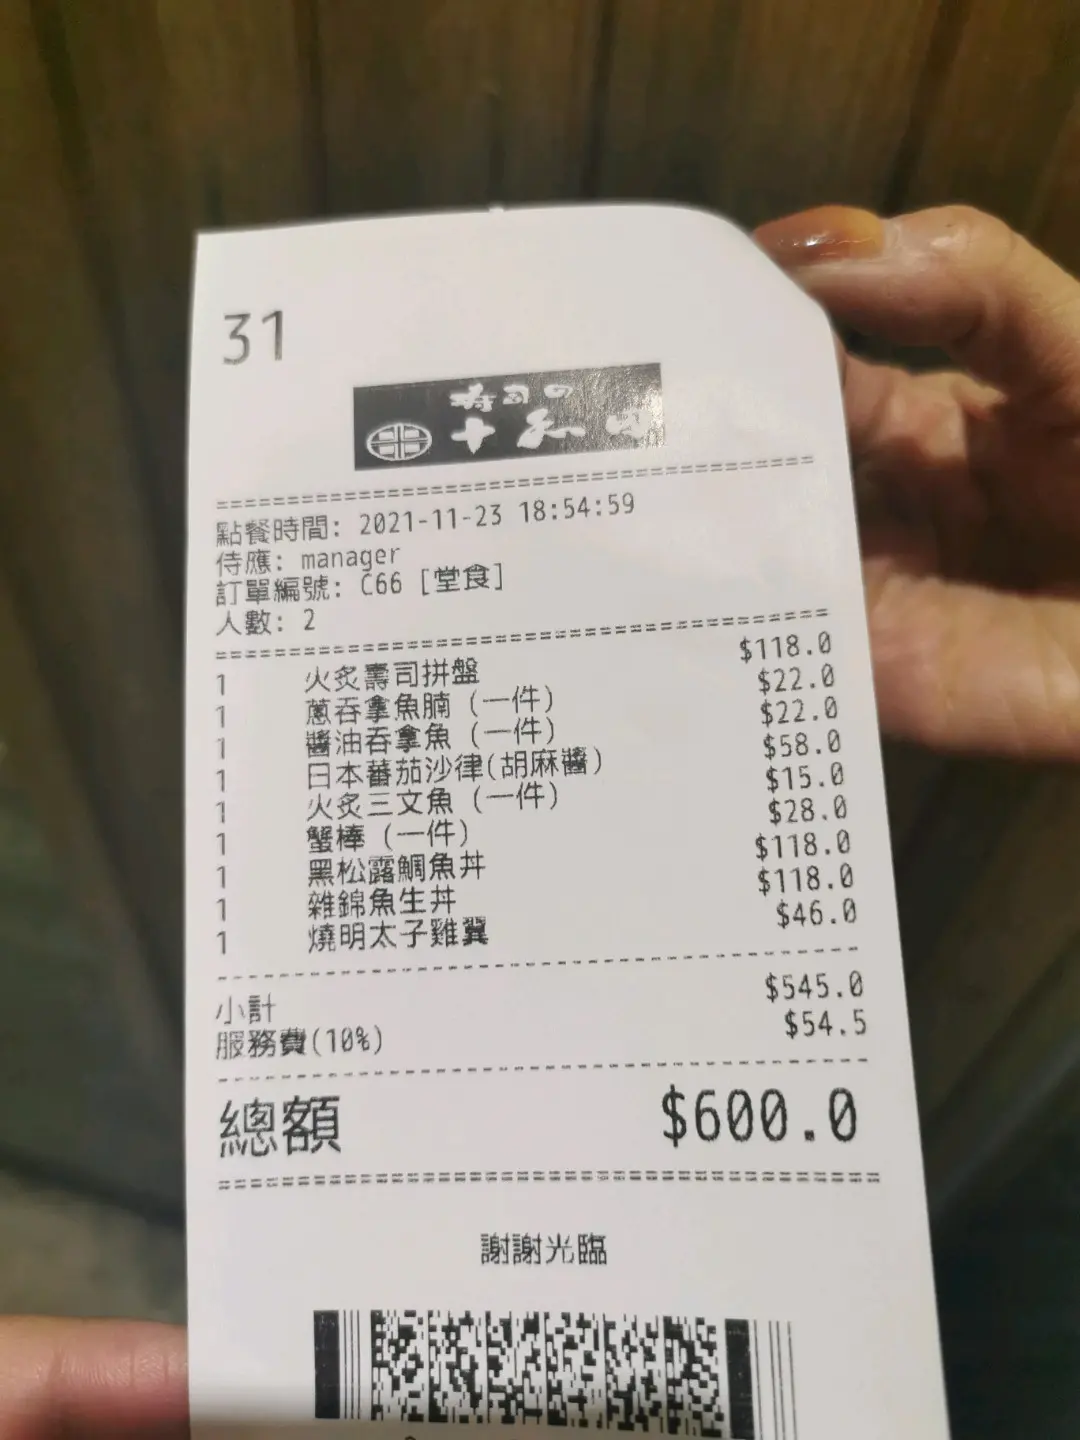 31
寿司の
十和田
點餐時間: 2021-11-23 18:54:59
侍應: manager
訂單編號: C66 [堂食]
人數: 2
1 火炙壽司拼盤 $118.0
1 蔥吞拿魚腩 (一件) $22.0
1 醬油吞拿魚 (一件) $22.0
1 日本蕃茄沙律(胡麻醬) $58.0
1 火炙三文魚 (一件) $15.0
1 蟹棒 (一件) $28.0
1 黑松露鯛魚丼 $118.0
1 雜錦魚生丼 $118.0
1 燒明太子雞翼 $46.0
小計 $545.0
服務費(10%) $54.5
總額 $600.0
謝謝光臨